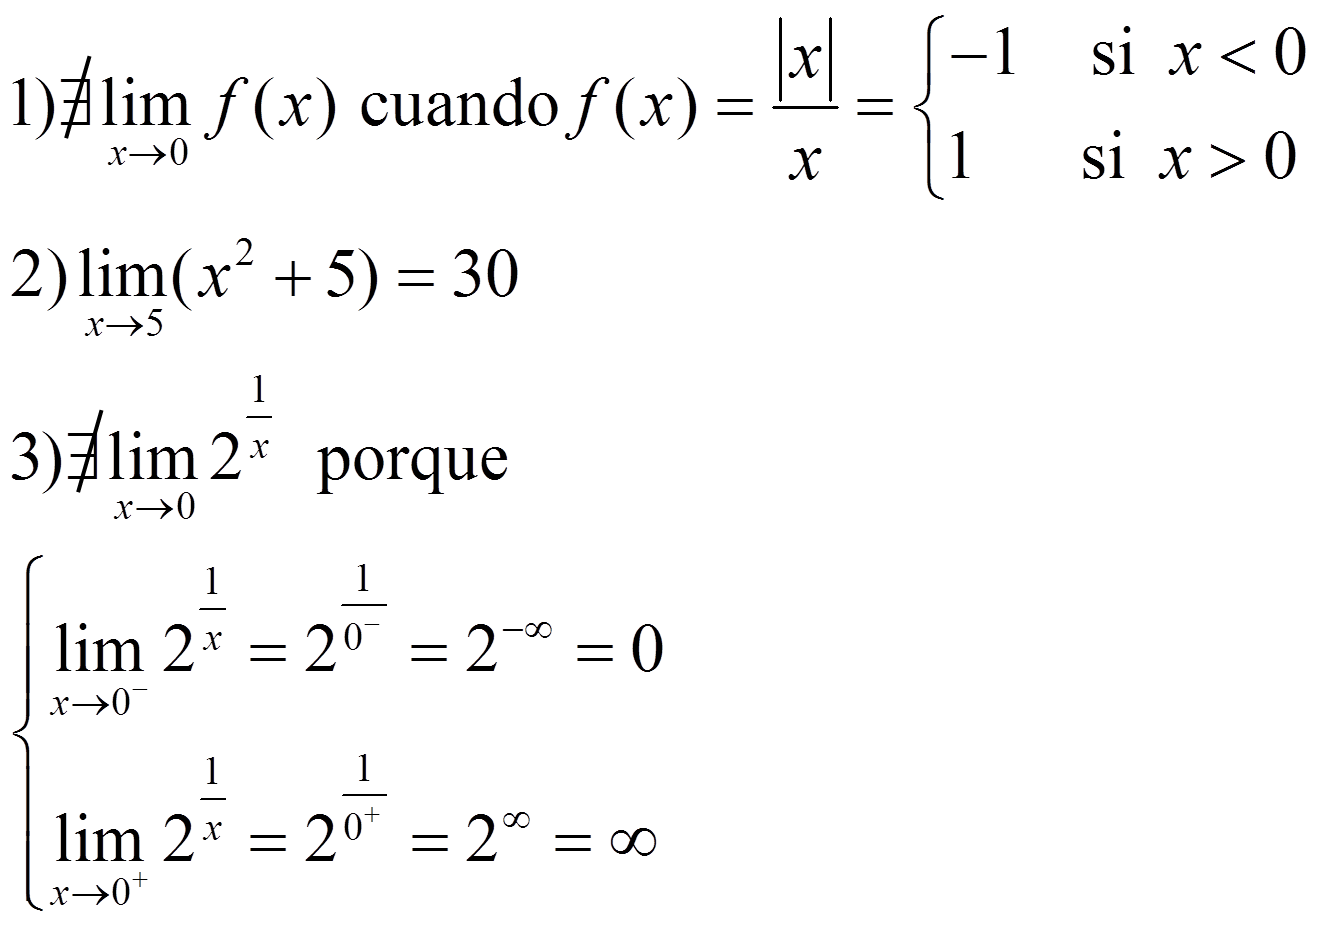 1) ∄ lim_{x→0} f(x) cuando f(x) = |x|/x = { −1 si x < 0
1 si x > 0
2) lim_{x→5} (x² + 5) = 30
3) ∄ lim_{x→0} 2^{1/x} porque
{ lim_{x→0⁻} 2^{1/x} = 2^{1/0⁻} = 2^{−∞} = 0
lim_{x→0⁺} 2^{1/x} = 2^{1/0⁺} = 2^{∞} = ∞